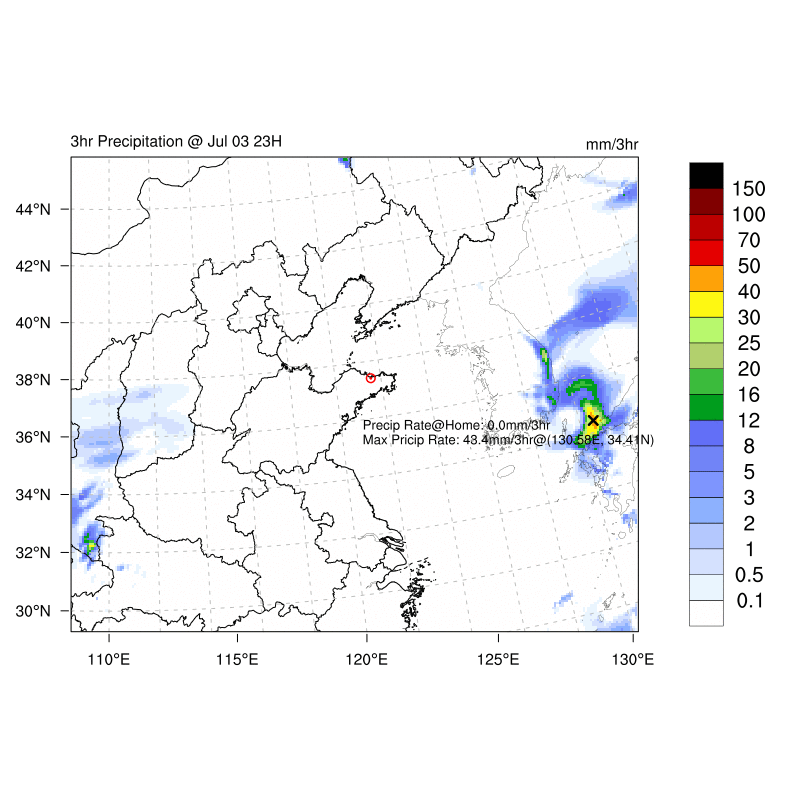 3hr Precipitation @ Jul 03 23H
mm/3hr
44°N
42°N
40°N
38°N
36°N
34°N
32°N
30°N
110°E
115°E
120°E
125°E
130°E
Precip Rate@Home: 0.0mm/3hr
Max Pricip Rate: 48.4mm/3hr@(130.58E, 34.41N)
150
100
70
50
40
30
25
20
16
12
8
5
3
2
1
0.5
0.1